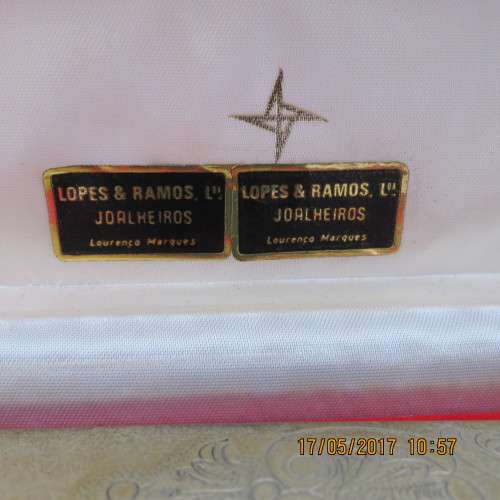 LOPES & RAMOS, Lᴰᴬ
JOALHEIROS
Lourenço Marques
LOPES & RAMOS, Lᴰᴬ
JOALHEIROS
Lourenço Marques
17/05/2017 10:57